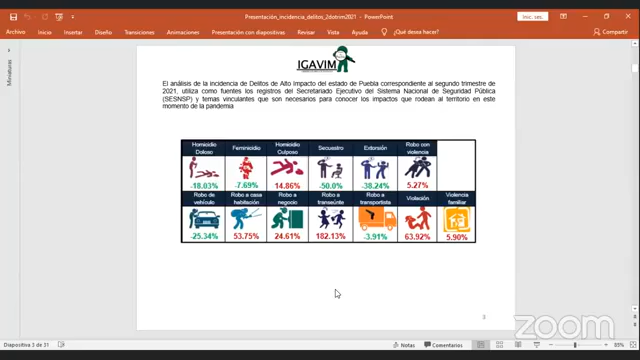 Presentación_incidencia_delitos_2dotrim2021 - PowerPoint
Inic. ses.
Archivo Inicio Insertar Diseño Transiciones Animaciones Presentación con diapositivas Revisar Vista Ayuda ¿Qué desea hacer?
Miniaturas
IGAVIM
El análisis de la incidencia de Delitos de Alto Impacto del estado de Puebla correspondiente al segundo trimestre de
2021, utiliza como fuentes los registros del Secretariado Ejecutivo del Sistema Nacional de Seguridad Pública
(SESNSP) y temas vinculantes que son necesarios para conocer los impactos que rodean al territorio en este
momento de la pandemia
Homicidio Doloso
-18.03%
Feminicidio
-7.69%
Homicidio Culposo
14.86%
Secuestro
-50.0%
Extorsión
-38.24%
Robo con violencia
5.27%
Robo de vehículo
-25.34%
Robo a casa habitación
53.75%
Robo a negocio
24.61%
Robo a transeúnte
182.13%
Robo a transportista
-3.91%
Violación
63.92%
Violencia familiar
5.90%
3
zoom
Diapositiva 3 de 31
Notas
Comentarios
83%